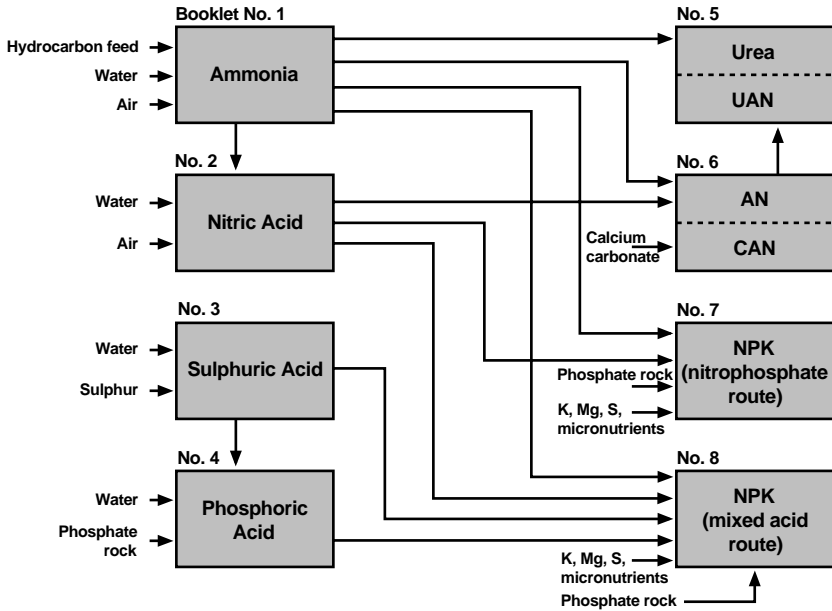 Booklet No. 1
Hydrocarbon feed
Water
Air
Ammonia
No. 2
Water
Air
Nitric Acid
No. 3
Water
Sulphur
Sulphuric Acid
No. 4
Water
Phosphate
rock
Phosphoric
Acid
No. 5
Urea
UAN
No. 6
AN
Calcium
carbonate
CAN
No. 7
NPK
(nitrophosphate
route)
Phosphate rock
K, Mg, S,
micronutrients
No. 8
NPK
(mixed acid
route)
K, Mg, S,
micronutrients
Phosphate rock